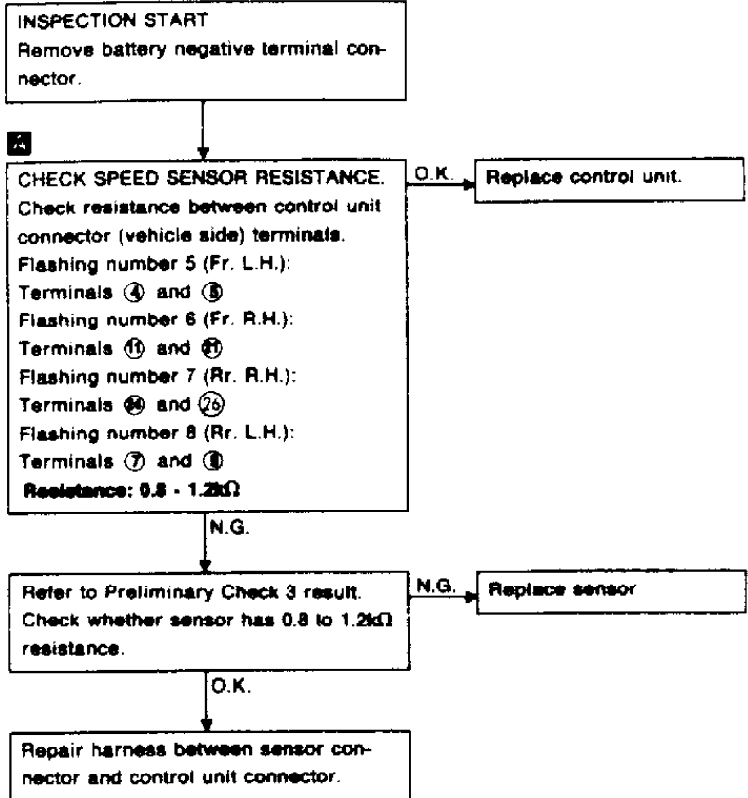 INSPECTION START
Remove battery negative terminal con-
nector.
A
CHECK SPEED SENSOR RESISTANCE.
Check resistance between control unit
connector (vehicle side) terminals.
Flashing number 5 (Fr. L.H.):
Terminals ④ and ⑤
Flashing number 6 (Fr. R.H.):
Terminals ⑪ and ㉑
Flashing number 7 (Rr. R.H.):
Terminals and ㉖
Flashing number 8 (Rr. L.H.):
Terminals ⑦ and
Resistance: 0.8 - 1.2kΩ
O.K.
Replace control unit.
N.G.
Refer to Preliminary Check 3 result.
Check whether sensor has 0.8 to 1.2kΩ
resistance.
N.G.
Replace sensor
O.K.
Repair harness between sensor con-
nector and control unit connector.